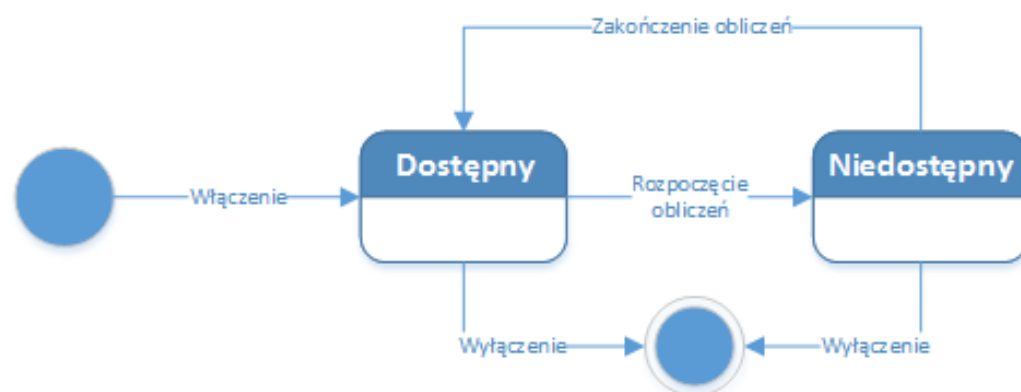 Zakończenie obliczeń
Dostępny
Niedostępny
Włączenie
Rozpoczęcie
obliczeń
Wyłączenie
Wyłączenie